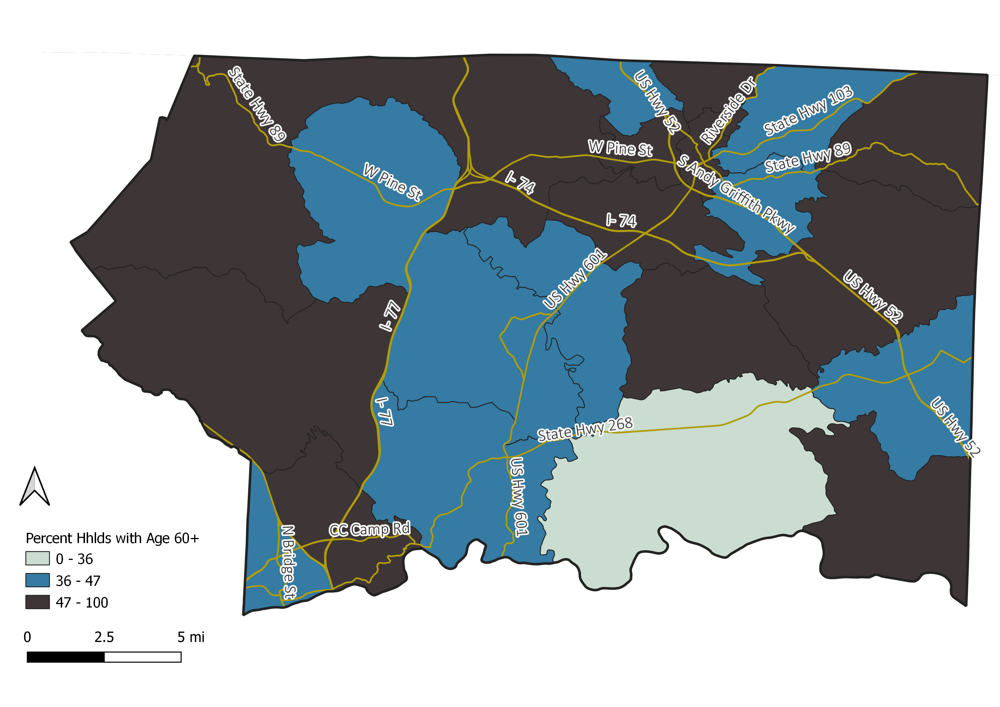 State Hwy 89
US Hwy 52
Riverside Dr
State Hwy 103
W Pine St
State Hwy 89
W Pine St
I- 74
S Andy Griffith Pkwy
I- 74
US Hwy 601
US Hwy 52
I- 77
I- 77
State Hwy 268
US Hwy 52
US Hwy 601
CC Camp Rd
N Bridge St
Percent Hhlds with Age 60+
0 - 36
36 - 47
47 - 100
0 2.5 5 mi